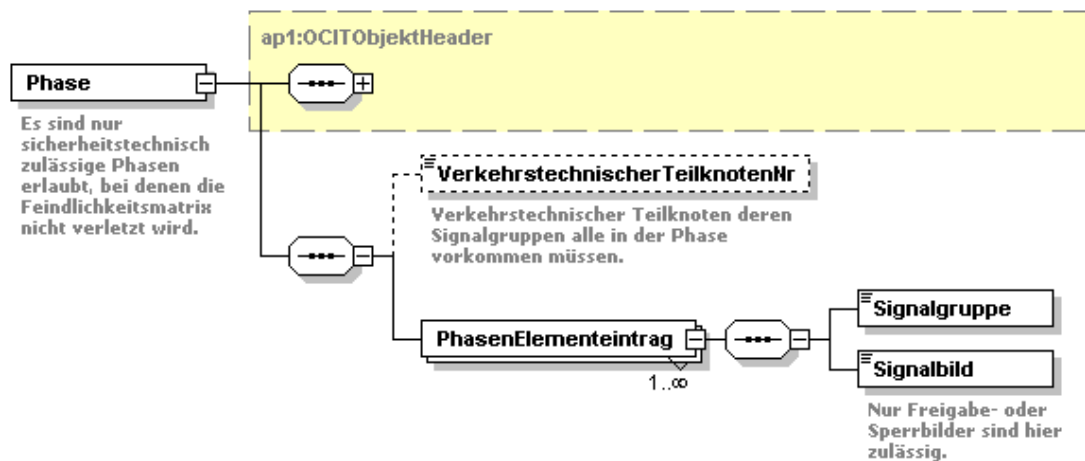 ap1:OCITObjektHeader
Phase
Es sind nur
sicherheitstechnisch
zulässige Phasen
erlaubt, bei denen die
Feindlichkeitsmatrix
nicht verletzt wird.
VerkehrstechnischerTeilknotenNr
Verkehrstechnischer Teilknoten deren
Signalgruppen alle in der Phase
vorkommen müssen.
PhasenElementeintrag
1..∞
Signalgruppe
Signalbild
Nur Freigabe- oder
Sperrbilder sind hier
zulässig.